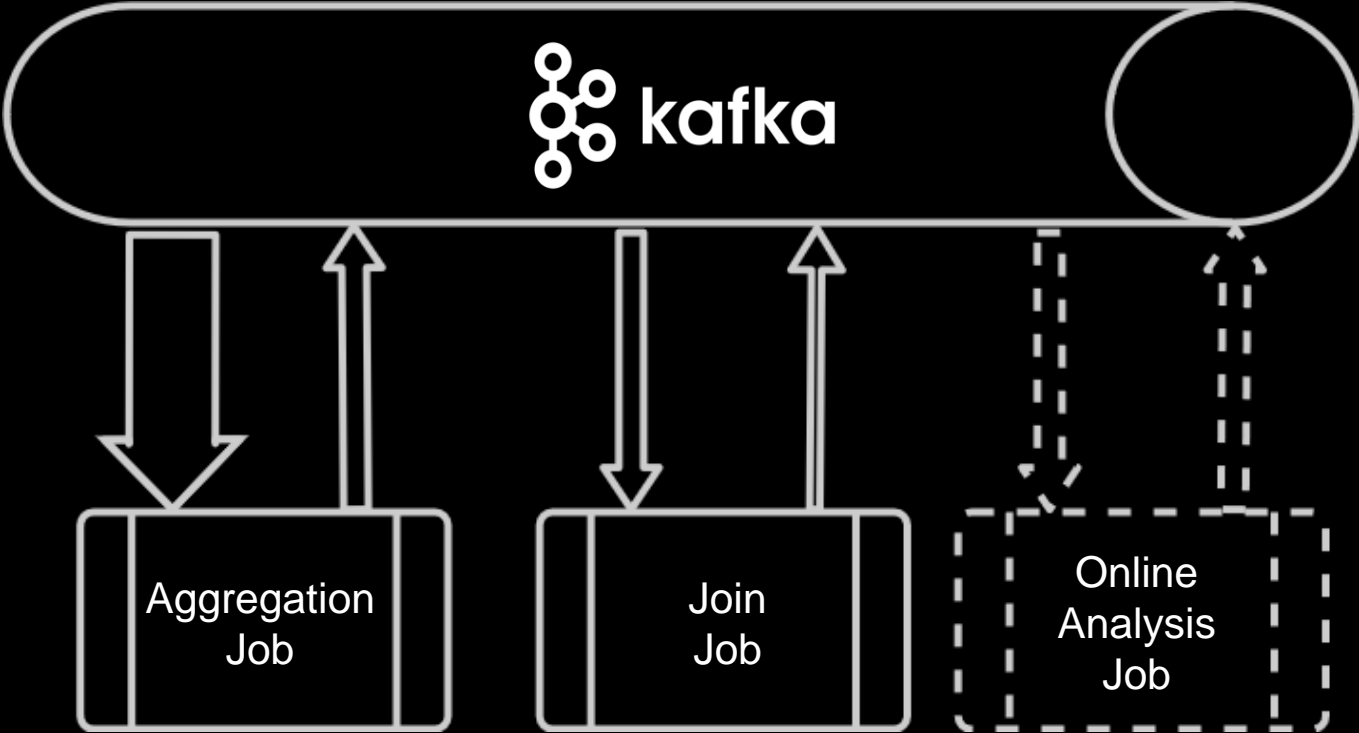 kafka
Aggregation
Job
Join
Job
Online
Analysis
Job